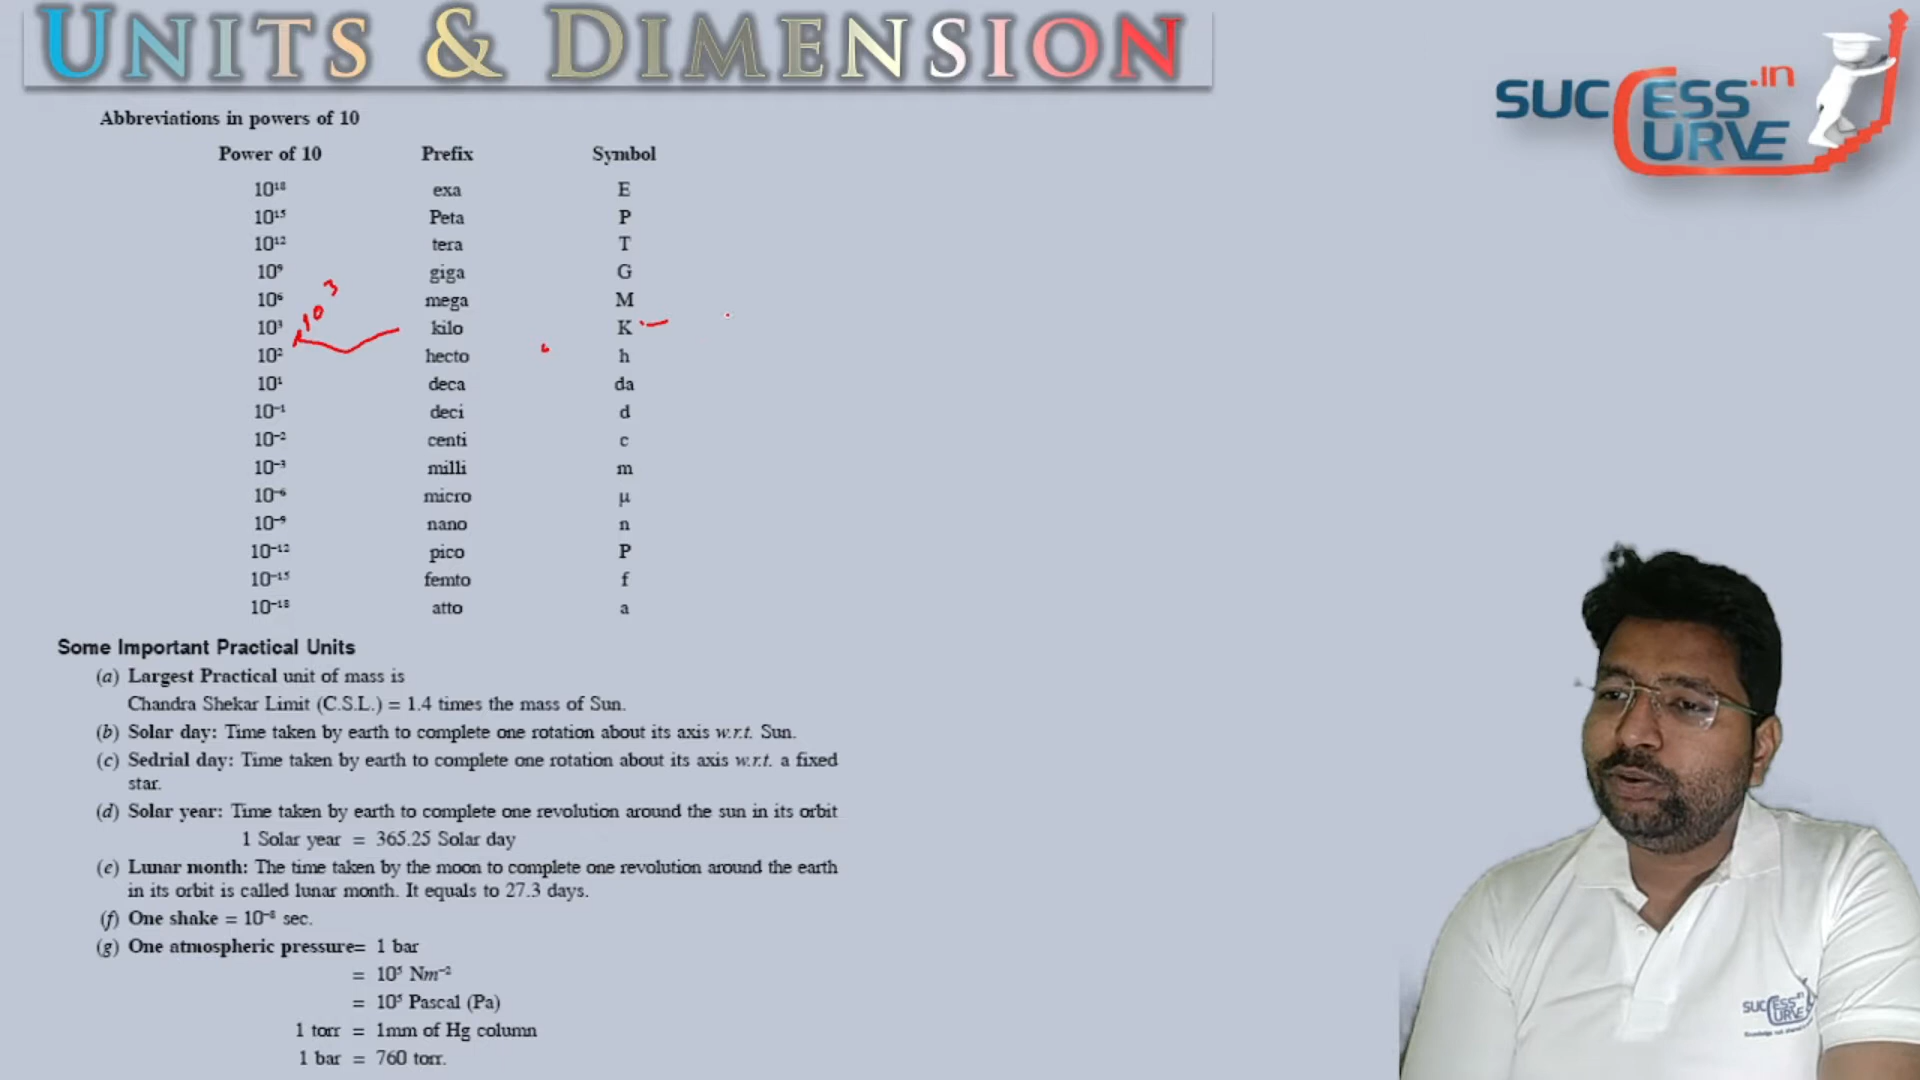 UNITS & DIMENSION
SUCCESS.in
CURVE
Abbreviations in powers of 10
Power of 10 Prefix Symbol
10¹⁸ exa E
10¹⁵ Peta P
10¹² tera T
10⁹ giga G
10⁶ mega M
10³ kilo K
10³
10² hecto h
10¹ deca da
10⁻¹ deci d
10⁻² centi c
10⁻³ milli m
10⁻⁶ micro μ
10⁻⁹ nano n
10⁻¹² pico P
10⁻¹⁵ femto f
10⁻¹⁸ atto a
Some Important Practical Units
(a) Largest Practical unit of mass is
Chandra Shekar Limit (C.S.L.) = 1.4 times the mass of Sun.
(b) Solar day: Time taken by earth to complete one rotation about its axis w.r.t. Sun.
(c) Sedrial day: Time taken by earth to complete one rotation about its axis w.r.t. a fixed
star.
(d) Solar year: Time taken by earth to complete one revolution around the sun in its orbit
1 Solar year = 365.25 Solar day
(e) Lunar month: The time taken by the moon to complete one revolution around the earth
in its orbit is called lunar month. It equals to 27.3 days.
(f) One shake = 10⁻⁸ sec.
(g) One atmospheric pressure= 1 bar
= 10⁵ Nm⁻²
= 10⁵ Pascal (Pa)
1 torr = 1mm of Hg column
1 bar = 760 torr.
SUCCESS.in
CURVE